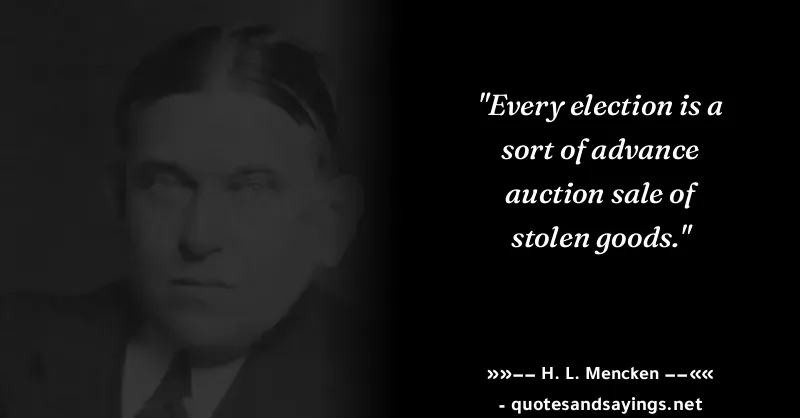 "Every election is a
sort of advance
auction sale of
stolen goods."
»»−− H. L. Mencken −−««
- quotesandsayings.net